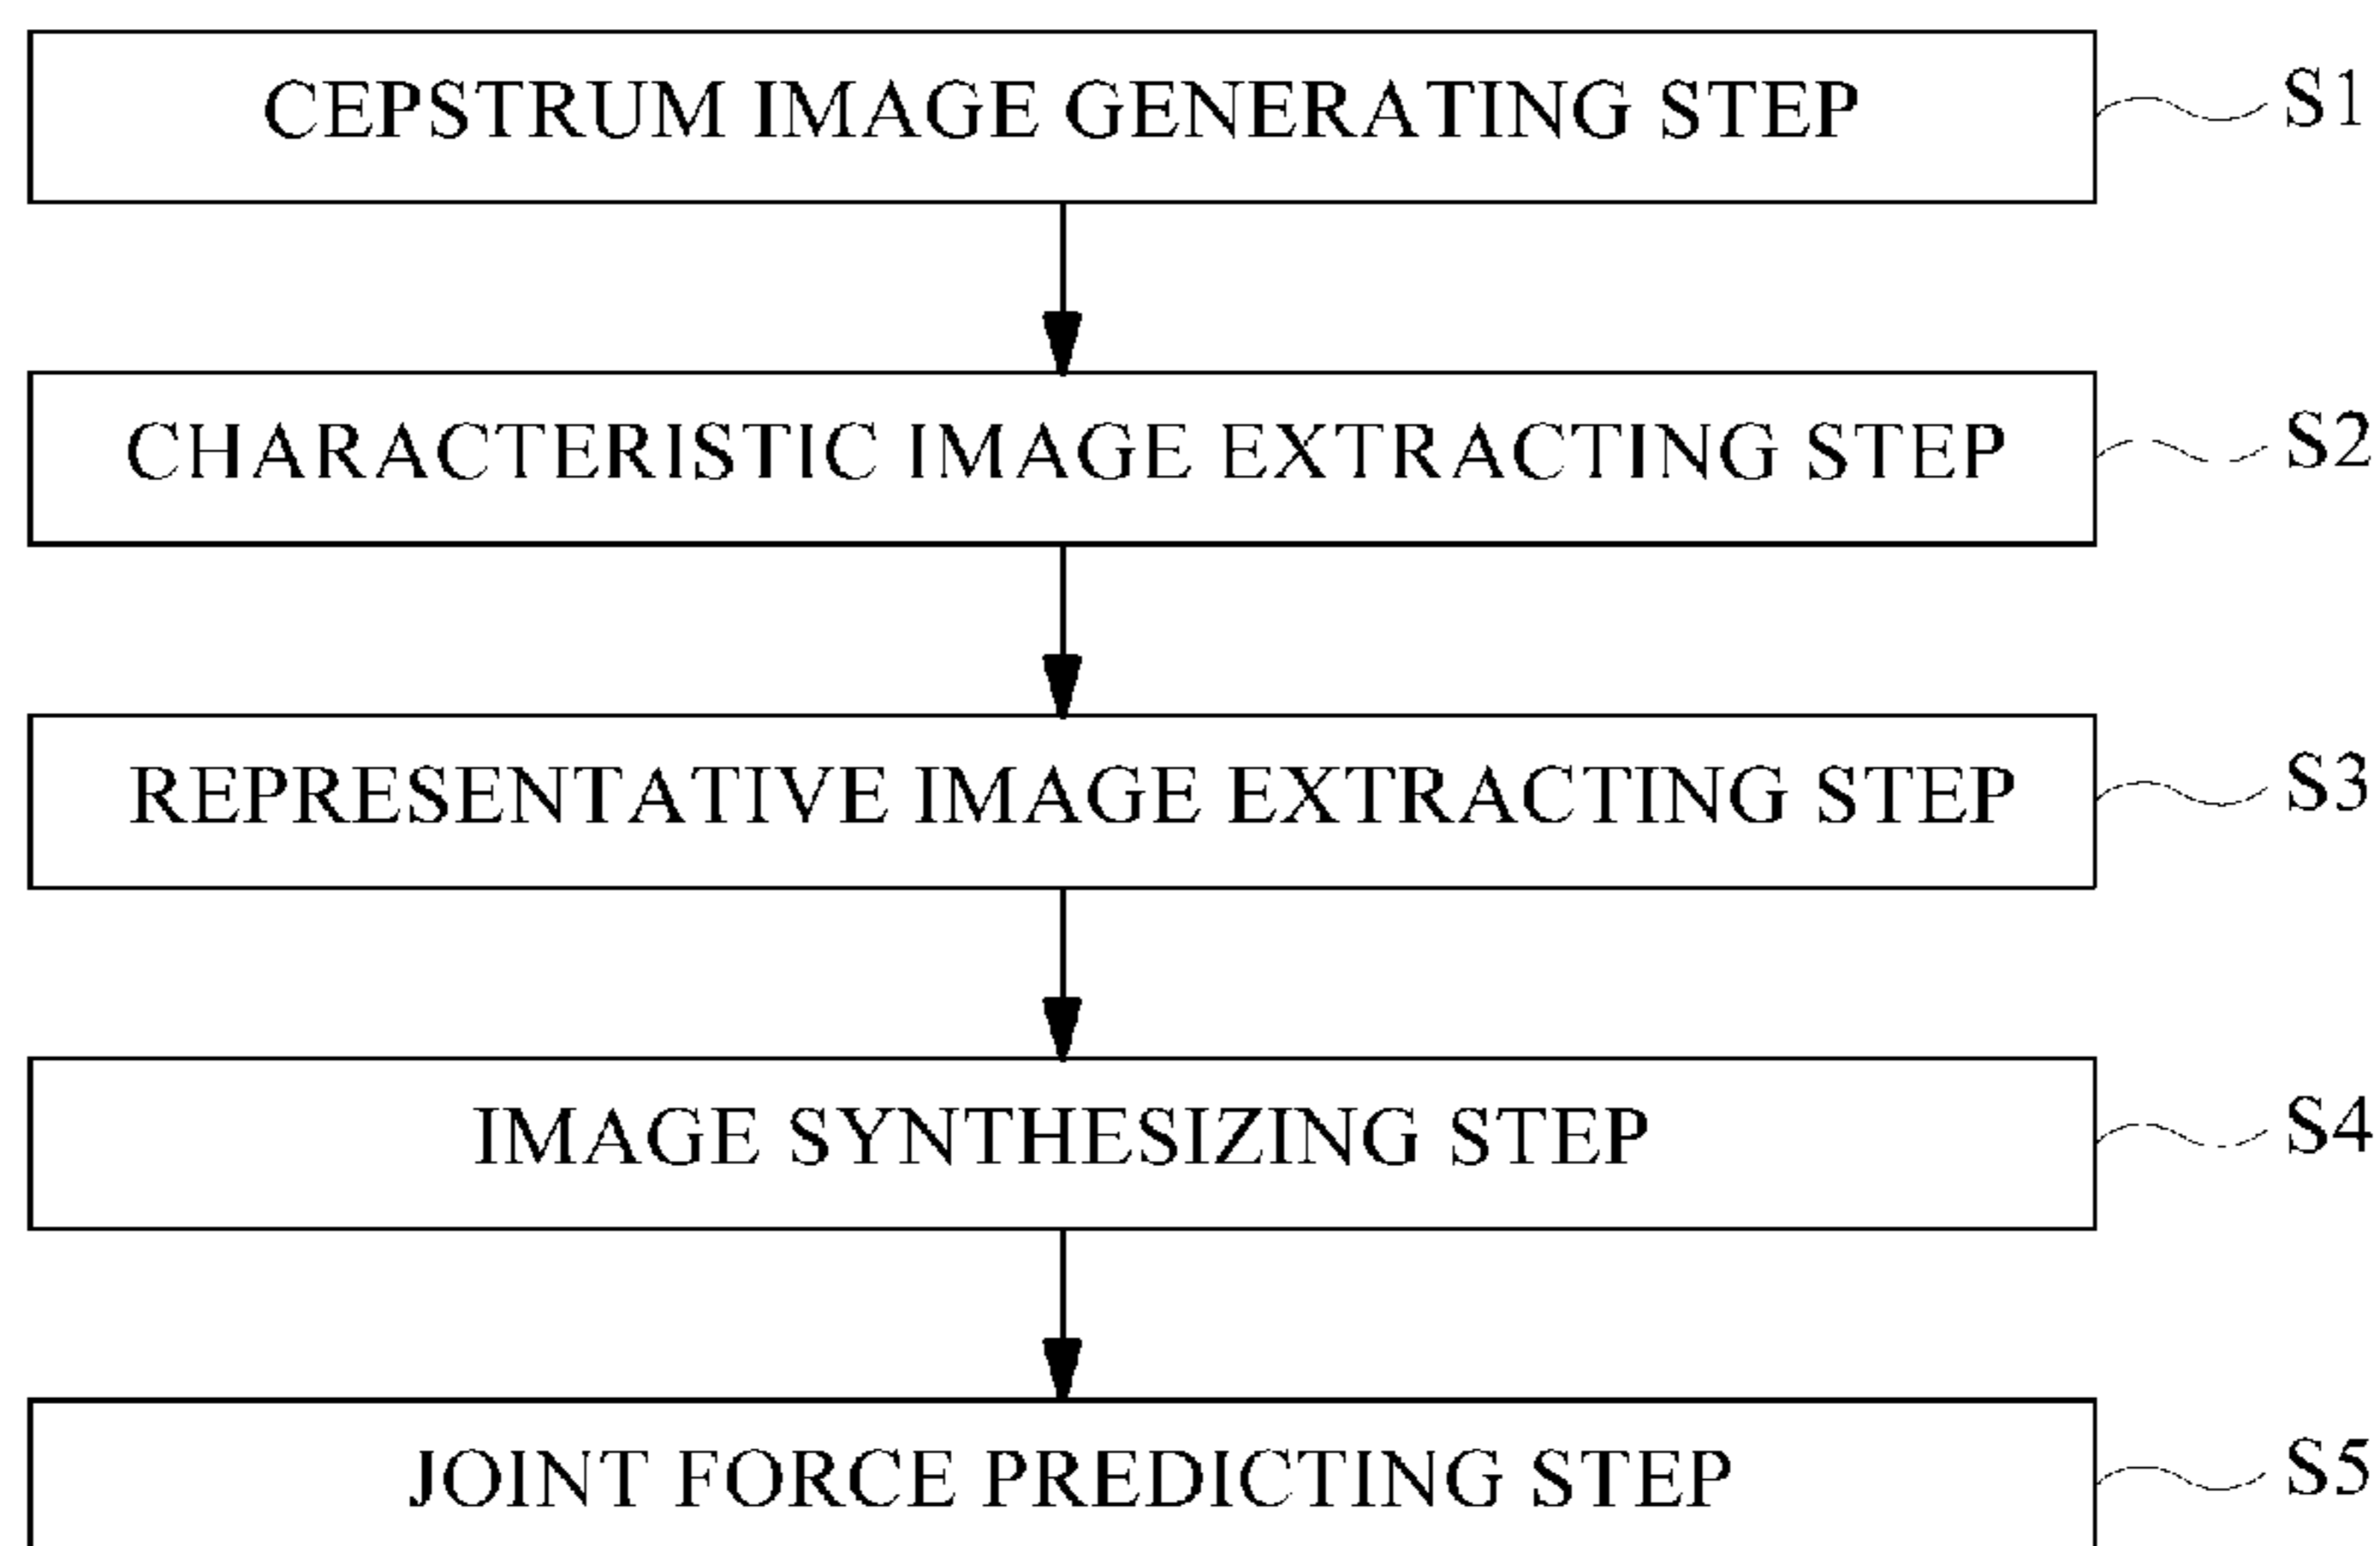 CEPSTRUM IMAGE GENERATING STEP S1
CHARACTERISTIC IMAGE EXTRACTING STEP S2
REPRESENTATIVE IMAGE EXTRACTING STEP S3
IMAGE SYNTHESIZING STEP S4
JOINT FORCE PREDICTING STEP S5